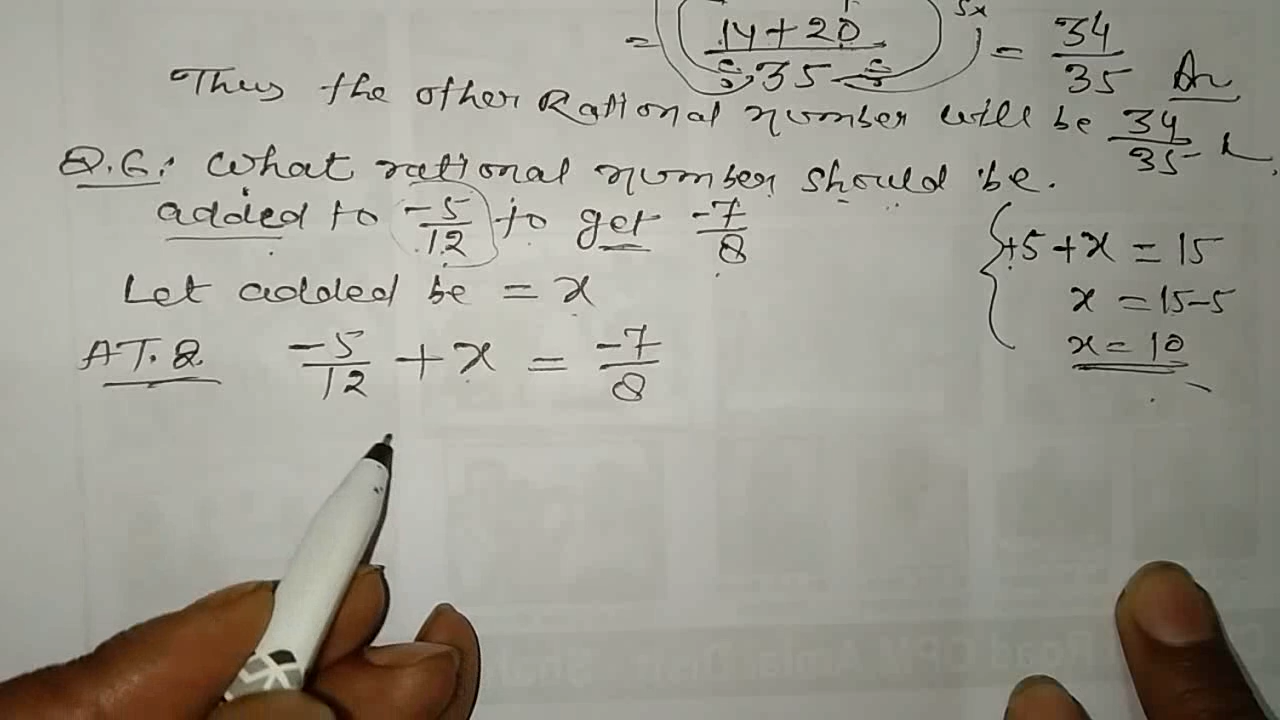 5x
= 14+20 / 35 = 34/35 An
Thus the other Rational number will be 34/35
Q.6: What rational number should be.
added to -5/12 to get -7/8
Let added be = x
A.T.Q. -5/12 + x = -7/8
+5 + x = 15
x = 15-5
x = 10